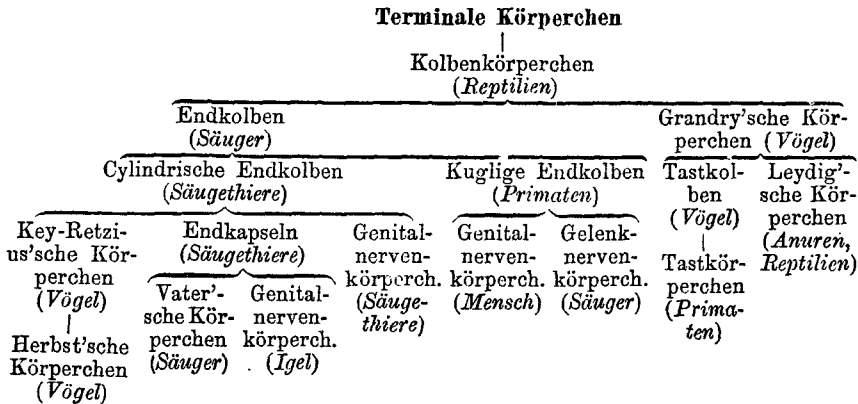 Terminale Körperchen
Kolbenkörperchen
(Reptilien)
Endkolben
(Säuger)
Grandry'sche Kör-
perchen (Vögel)
Cylindrische Endkolben
(Säugethiere)
Kuglige Endkolben
(Primaten)
Tastkol-
ben
(Vögel)
Tastkör-
perchen
(Prima-
ten)
Leydig'-
sche Kör-
perchen
(Anuren,
Reptilien)
Key-Retzi-
us'sche Kör-
perchen
(Vögel)
Herbst'sche
Körperchen
(Vögel)
Endkapseln
(Säugethiere)
Vater'-
sche Kör-
perchen
(Säuger)
Genital-
nerven-
körperch.
(Igel)
Genital-
nerven-
körperch.
(Säuge-
thiere)
Genital-
nerven-
körperch.
(Mensch)
Gelenk-
nerven-
körperch.
(Säuger)